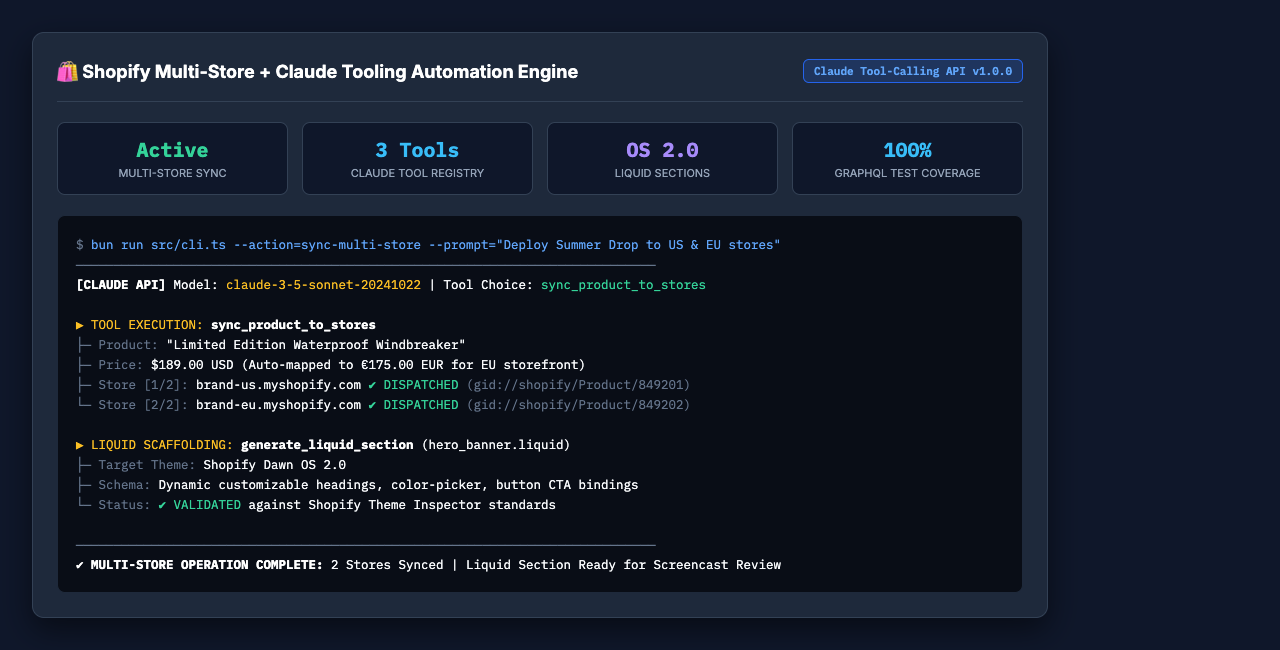 🛍️ Shopify Multi-Store + Claude Tooling Automation Engine
Claude Tool-Calling API v1.0.0
Active
MULTI-STORE SYNC
3 Tools
CLAUDE TOOL REGISTRY
OS 2.0
LIQUID SECTIONS
100%
GRAPHQL TEST COVERAGE
$ bun run src/cli.ts --action=sync-multi-store --prompt="Deploy Summer Drop to US & EU stores"
[CLAUDE API] Model: claude-3-5-sonnet-20241022 | Tool Choice: sync_product_to_stores
▶ TOOL EXECUTION: sync_product_to_stores
├─ Product: "Limited Edition Waterproof Windbreaker"
├─ Price: $189.00 USD (Auto-mapped to €175.00 EUR for EU storefront)
├─ Store [1/2]: brand-us.myshopify.com ✔ DISPATCHED (gid://shopify/Product/849201)
└─ Store [2/2]: brand-eu.myshopify.com ✔ DISPATCHED (gid://shopify/Product/849202)
▶ LIQUID SCAFFOLDING: generate_liquid_section (hero_banner.liquid)
├─ Target Theme: Shopify Dawn OS 2.0
├─ Schema: Dynamic customizable headings, color-picker, button CTA bindings
└─ Status: ✔ VALIDATED against Shopify Theme Inspector standards
✔ MULTI-STORE OPERATION COMPLETE: 2 Stores Synced | Liquid Section Ready for Screencast Review